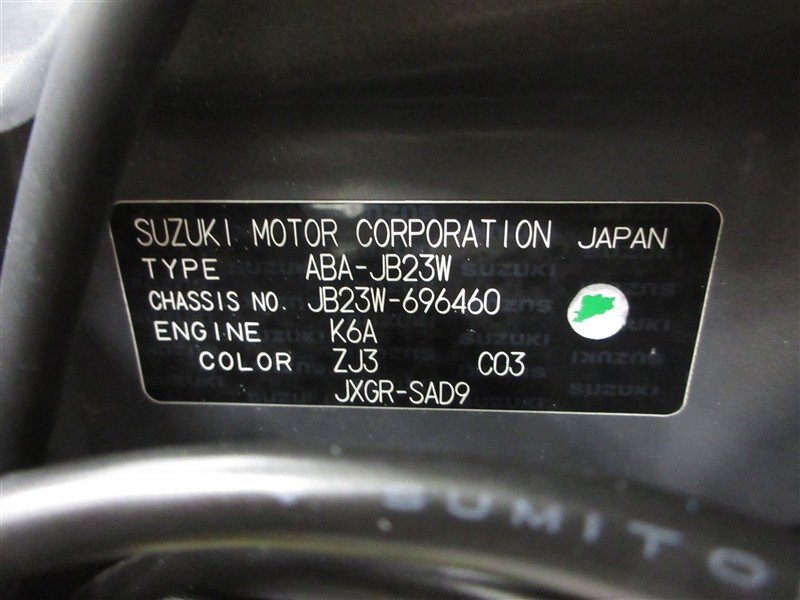 SUZUKI MOTOR CORPORATION JAPAN
TYPE ABA-JB23W
CHASSIS NO. JB23W-696460
ENGINE K6A
COLOR ZJ3 C03
JXGR-SAD9
SUMITO